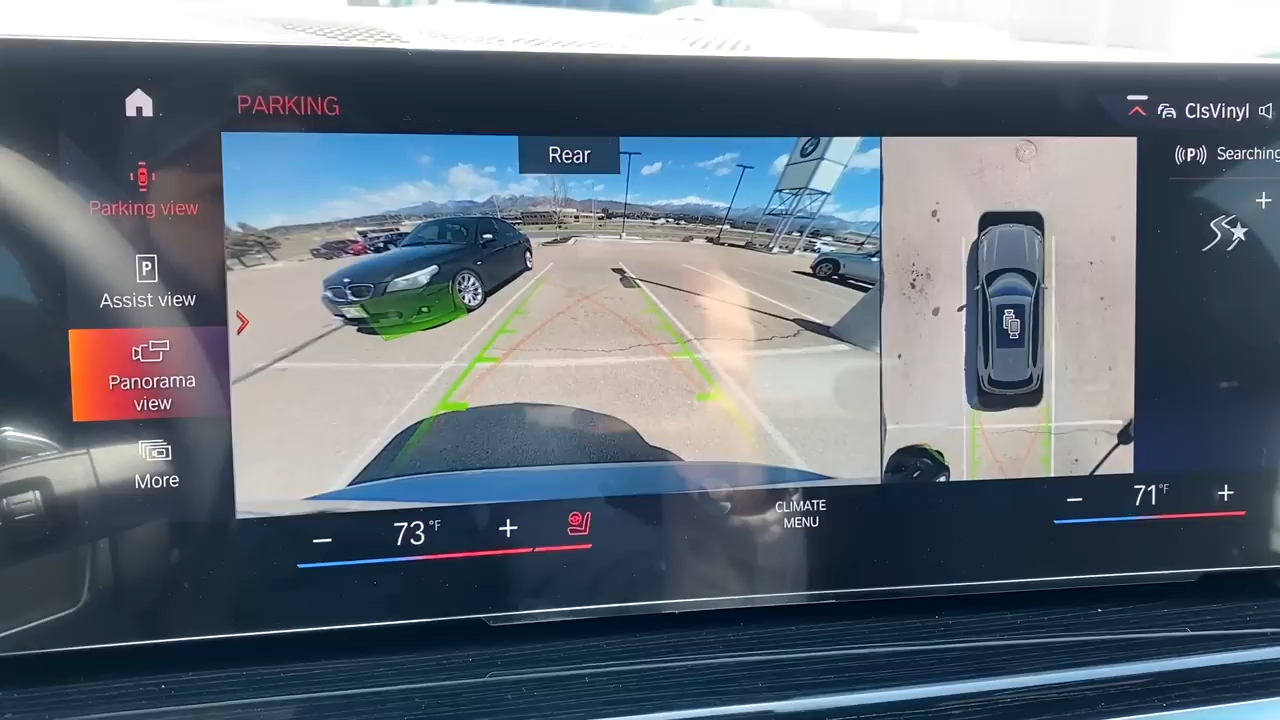 PARKING
ClsVinyl
Rear
((P)) Searching
Parking view
P
Assist view
Panorama
view
More
− 73°F +
CLIMATE
MENU
− 71°F +